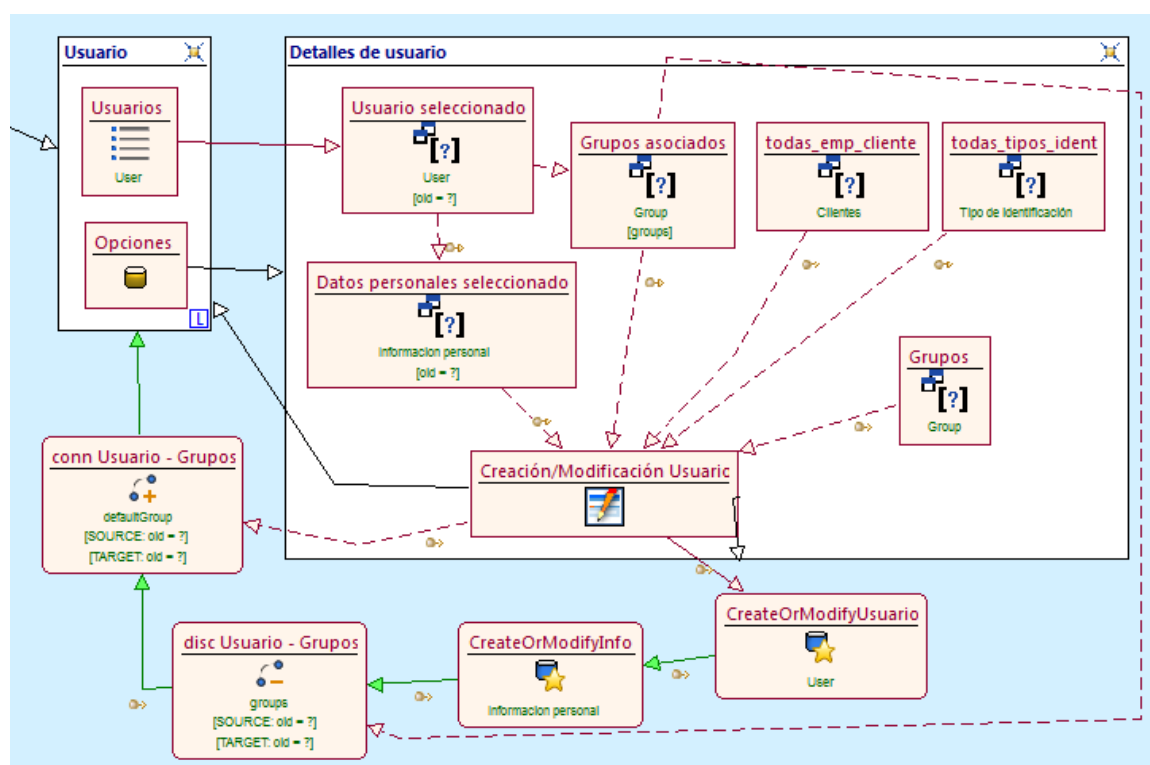 Usuario
Usuarios
User
Opciones
L
Detalles de usuario
Usuario seleccionado
[?]
User
[oid = ?]
Grupos asociados
[?]
Group
[groups]
todas_emp_cliente
[?]
Clientes
todas_tipos_ident
[?]
Tipo de Identificación
Datos personales seleccionado
[?]
Informacion personal
[oid = ?]
Grupos
[?]
Group
Creación/Modificación Usuaric
conn Usuario - Grupos
defaultGroup
[SOURCE: oid = ?]
[TARGET: oid = ?]
disc Usuario - Grupos
groups
[SOURCE: oid = ?]
[TARGET: oid = ?]
CreateOrModifyInfo
Informacion personal
CreateOrModifyUsuario
User